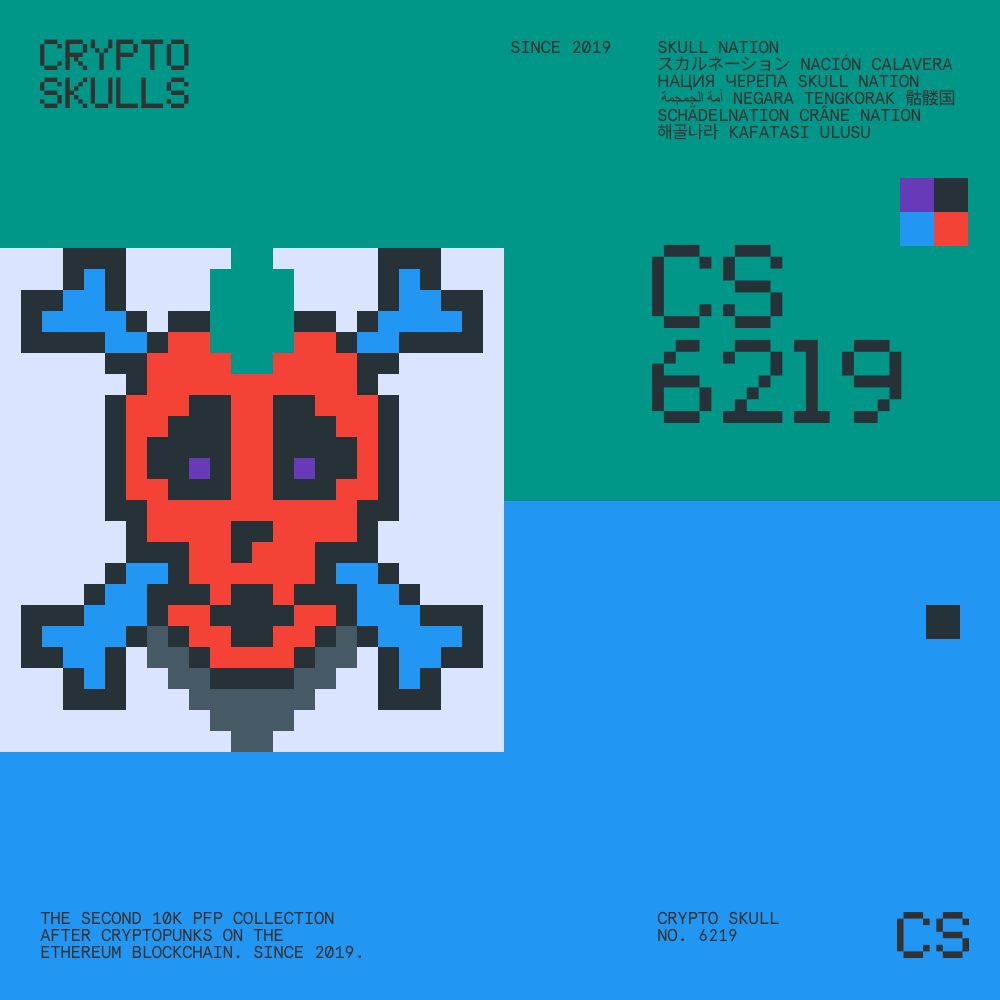 CRYPTO
SKULLS
SINCE 2019
SKULL NATION
スカルネーション NACIÓN CALAVERA
НАЦИЯ ЧЕРЕПА SKULL NATION
أمة الجمجمة NEGARA TENGKORAK 骷髏国
SCHÄDELNATION CRÂNE NATION
해골나라 KAFATASI ULUSU
CS
6219
THE SECOND 10K PFP COLLECTION
AFTER CRYPTOPUNKS ON THE
ETHEREUM BLOCKCHAIN. SINCE 2019.
CRYPTO SKULL
NO. 6219
CS